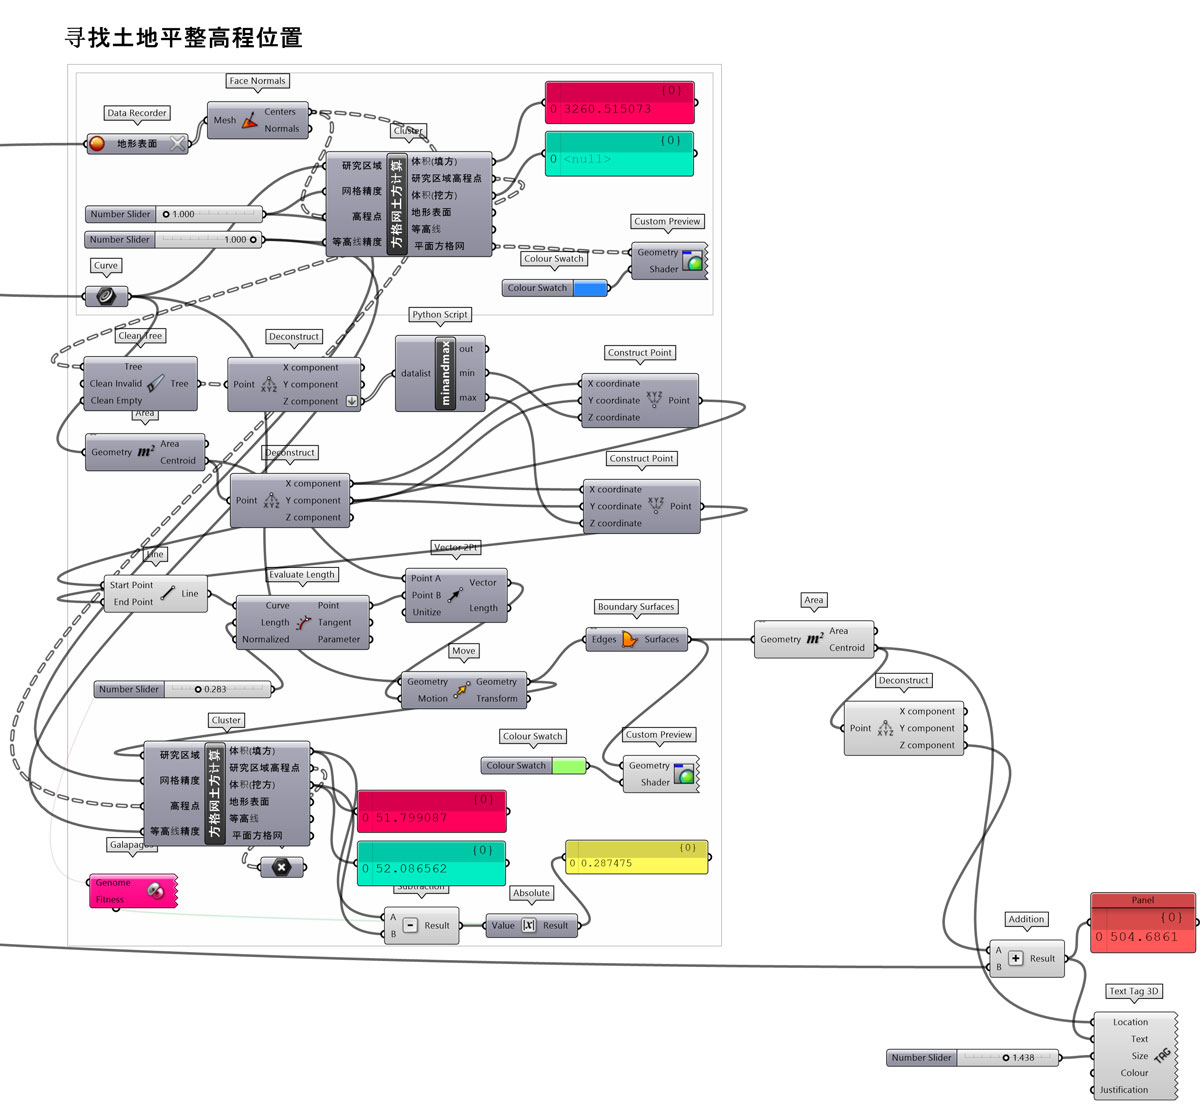 寻找土地平整高程位置
Face Normals
Data Recorder
地形表面
Mesh
Centers
Normals
Cluster
研究区域
网格精度
高程点
等高线精度
方格网土方计算
体积(填方)
研究区域高程点
体积(挖方)
地形表面
等高线
平面方格网
{0}
0 3260.515073
{0}
0 <null>
Number Slider
1.000
Number Slider
1.000
Custom Preview
Geometry
Shader
Colour Swatch
Colour Swatch
Curve
Clean Tree
Tree
Clean Invalid
Clean Empty
Tree
Deconstruct
Point
X component
Y component
Z component
Python Script
datalist
minandmax
out
min
max
Construct Point
X coordinate
Y coordinate
Z coordinate
Point
Area
Geometry
m²
Area
Centroid
Deconstruct
Point
X component
Y component
Z component
Construct Point
X coordinate
Y coordinate
Z coordinate
Point
Line
Start Point
End Point
Line
Evaluate Length
Curve
Length
Normalized
Point
Tangent
Parameter
Vector 2Pt
Point A
Point B
Unitize
Vector
Length
Boundary Surfaces
Edges
Surfaces
Area
Geometry
m²
Area
Centroid
Move
Geometry
Motion
Geometry
Transform
Number Slider
0.283
Deconstruct
Point
X component
Y component
Z component
Cluster
研究区域
网格精度
高程点
等高线精度
方格网土方计算
体积(填方)
研究区域高程点
体积(挖方)
地形表面
等高线
平面方格网
Colour Swatch
Colour Swatch
Custom Preview
Geometry
Shader
{0}
0 51.799087
{0}
0 52.086562
{0}
0 0.287475
Galapagos
Genome
Fitness
Subtraction
A
B
Result
Absolute
Value
|x|
Result
Addition
A
B
Result
Panel
{0}
0 504.6861
Text Tag 3D
Location
Text
Size
Colour
Justification
TAG
Number Slider
1.438